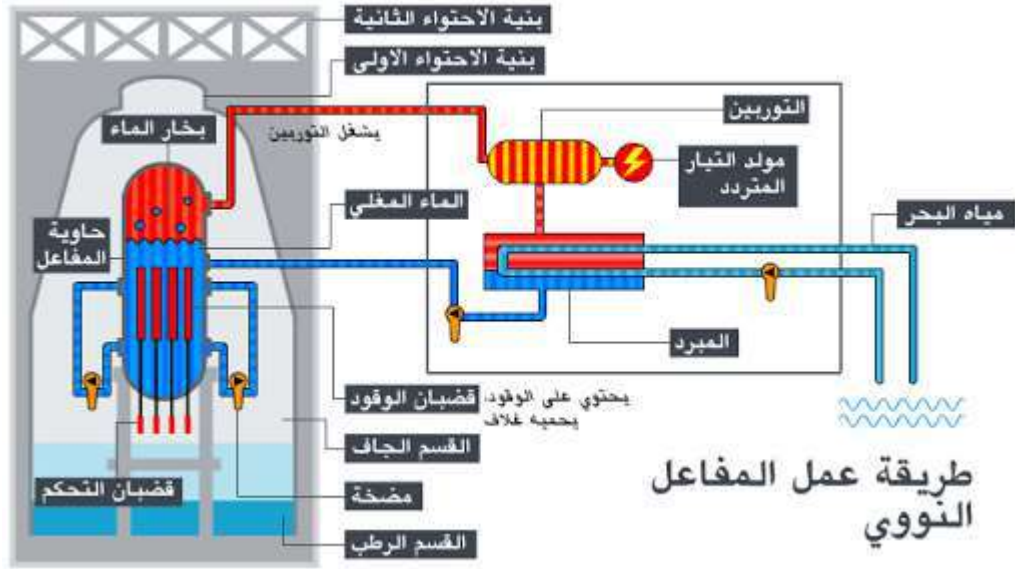 بنية الاحتواء الثانية
بنية الاحتواء الاولى
بخار الماء
يشغل التوربين
التوربين
مولد التيار
المتردد
مياه البحر
الماء المغلي
حاوية
المفاعل
المبرد
قضبان الوقود
يحتوي على الوقود،
يحميه غلاف
القسم الجاف
قضبان التحكم
مضخة
القسم الرطب
طريقة عمل المفاعل
النووي